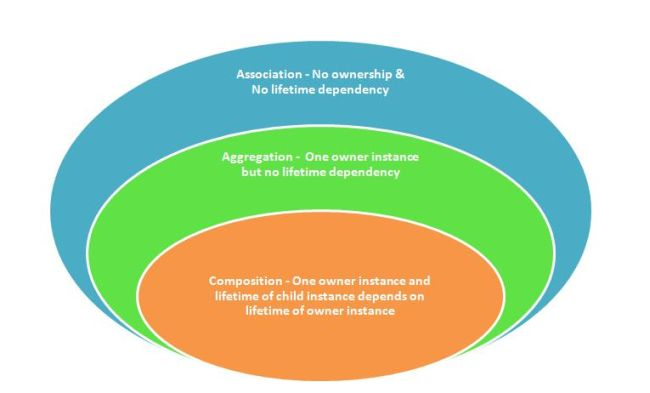 Association - No ownership &
No lifetime dependency
Aggregation - One owner instance
but no lifetime dependency
Composition - One owner instance and
lifetime of child instance depends on
lifetime of owner instance